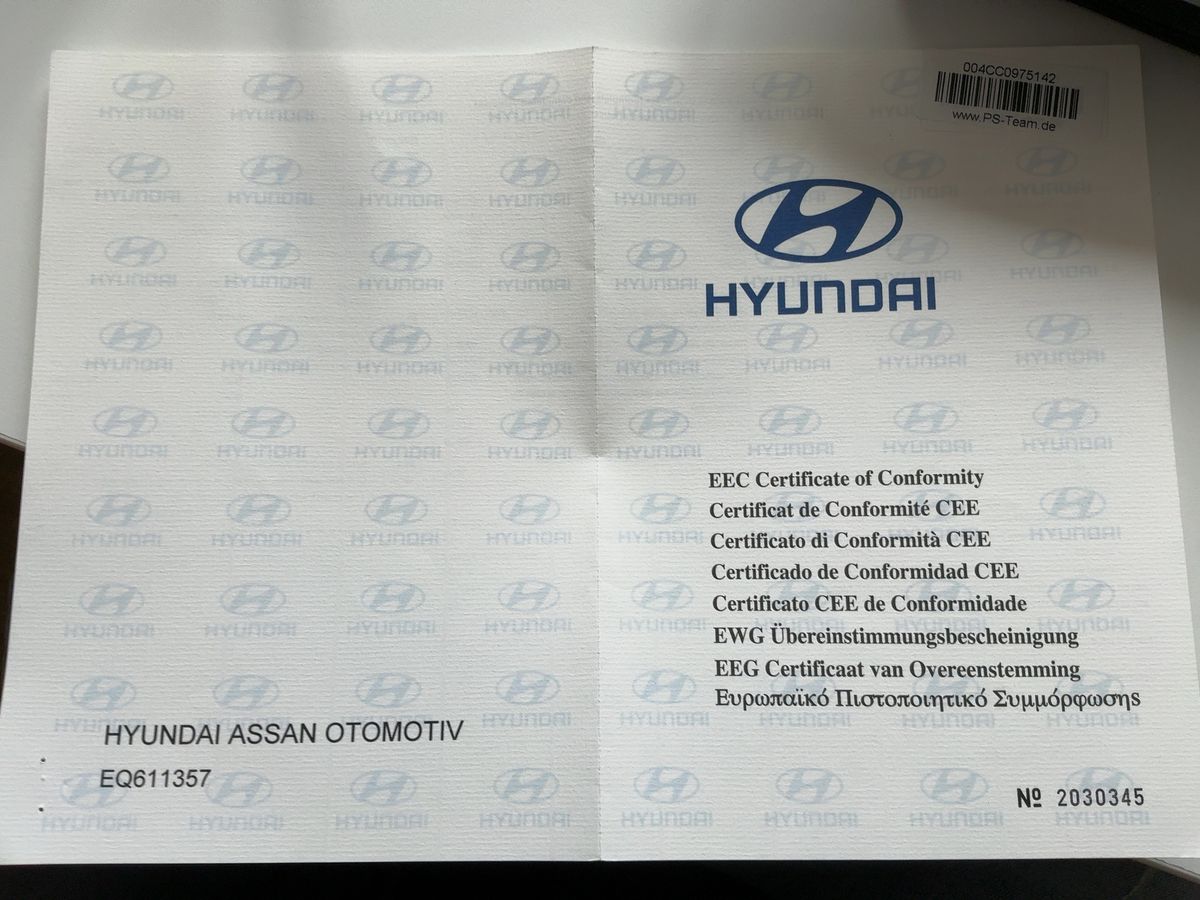 004CC0975142
www.PS-Team.de
HYUNDAI
EEC Certificate of Conformity
Certificat de Conformité CEE
Certificato di Conformità CEE
Certificado de Conformidad CEE
Certificato CEE de Conformidade
EWG Übereinstimmungsbescheinigung
EEG Certificaat van Overeenstemming
Ευρωπαϊκό Πιστοποιητικό Συμμόρφωσης
Nº 2030345
HYUNDAI ASSAN OTOMOTIV
EQ611357